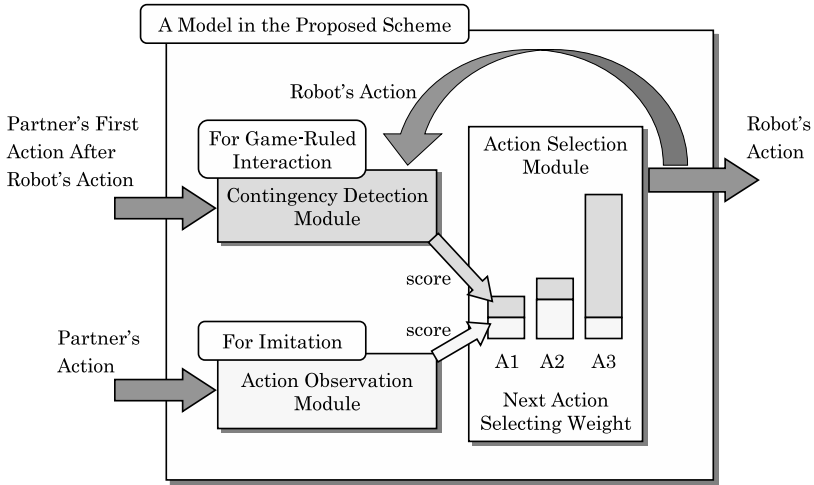 A Model in the Proposed Scheme
Robot's Action
Partner's First
Action After
Robot's Action
For Game-Ruled
Interaction
Contingency Detection
Module
Action Selection
Module
Robot's
Action
score
score
Partner's
Action
For Imitation
Action Observation
Module
A1 A2 A3
Next Action
Selecting Weight